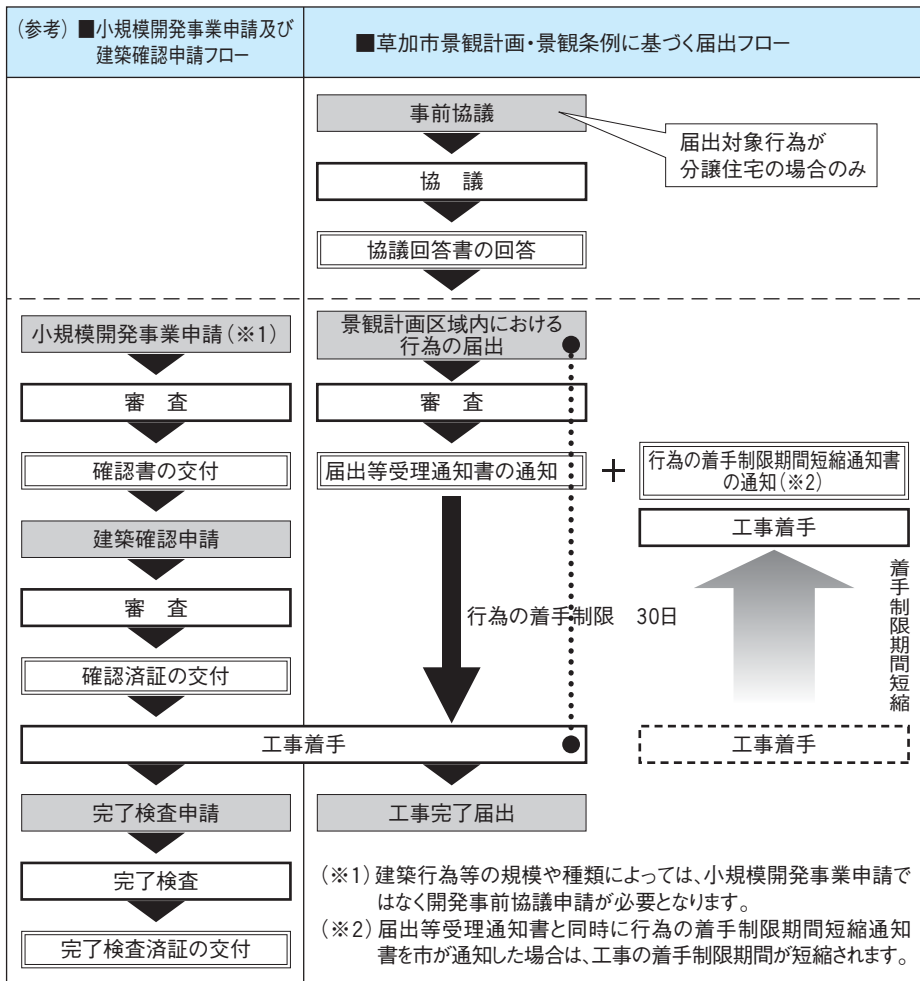 (参考) ■小規模開発事業申請及び
建築確認申請フロー
■草加市景観計画・景観条例に基づく届出フロー
事前協議
届出対象行為が
分譲住宅の場合のみ
協　議
協議回答書の回答
小規模開発事業申請(※1)
審　査
確認書の交付
建築確認申請
審　査
確認済証の交付
景観計画区域内における
行為の届出
審　査
届出等受理通知書の通知
+
行為の着手制限期間短縮通知書
の通知(※2)
工事着手
着手制限期間短縮
行為の着手制限　30日
工事着手
工事着手
完了検査申請
完了検査
完了検査済証の交付
工事完了届出
(※1) 建築行為等の規模や種類によっては、小規模開発事業申請で
はなく開発事前協議申請が必要となります。
(※2) 届出等受理通知書と同時に行為の着手制限期間短縮通知
書を市が通知した場合は、工事の着手制限期間が短縮されます。